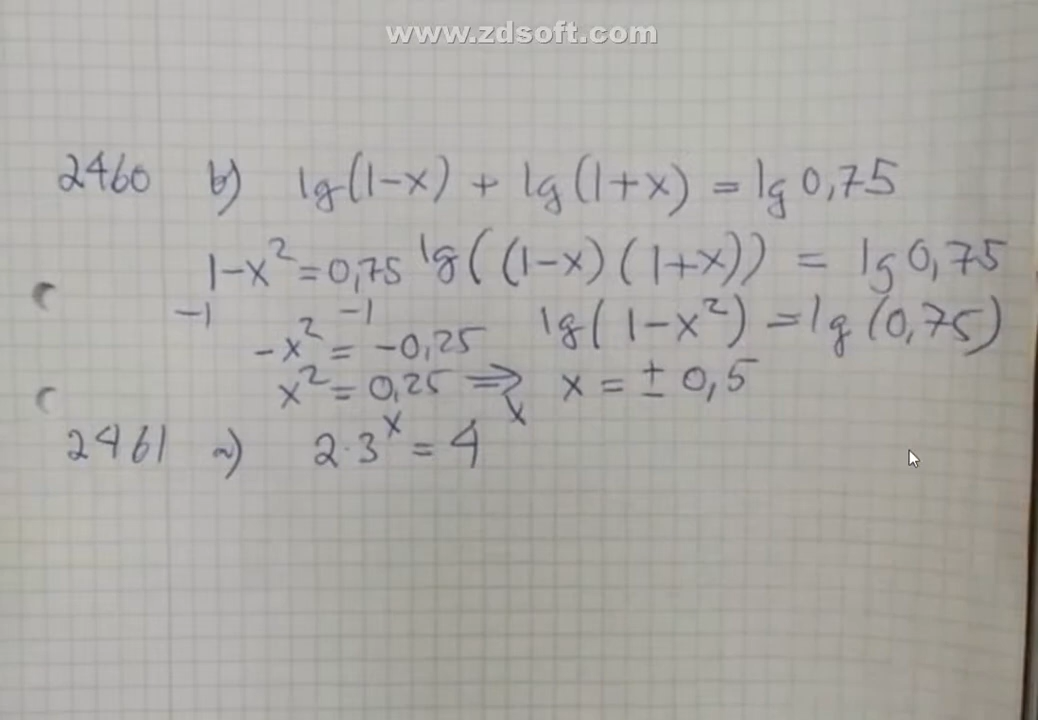 www.zdsoft.com
2460 b) lg(1-x) + lg(1+x) = lg 0,75
1-x² = 0,75 lg((1-x)(1+x)) = lg 0,75
-1 -1 lg(1-x²) = lg(0,75)
-x² = -0,25
x² = 0,25 ⇒ x = ± 0,5
2461 a) 2·3ˣ = 4ˣ